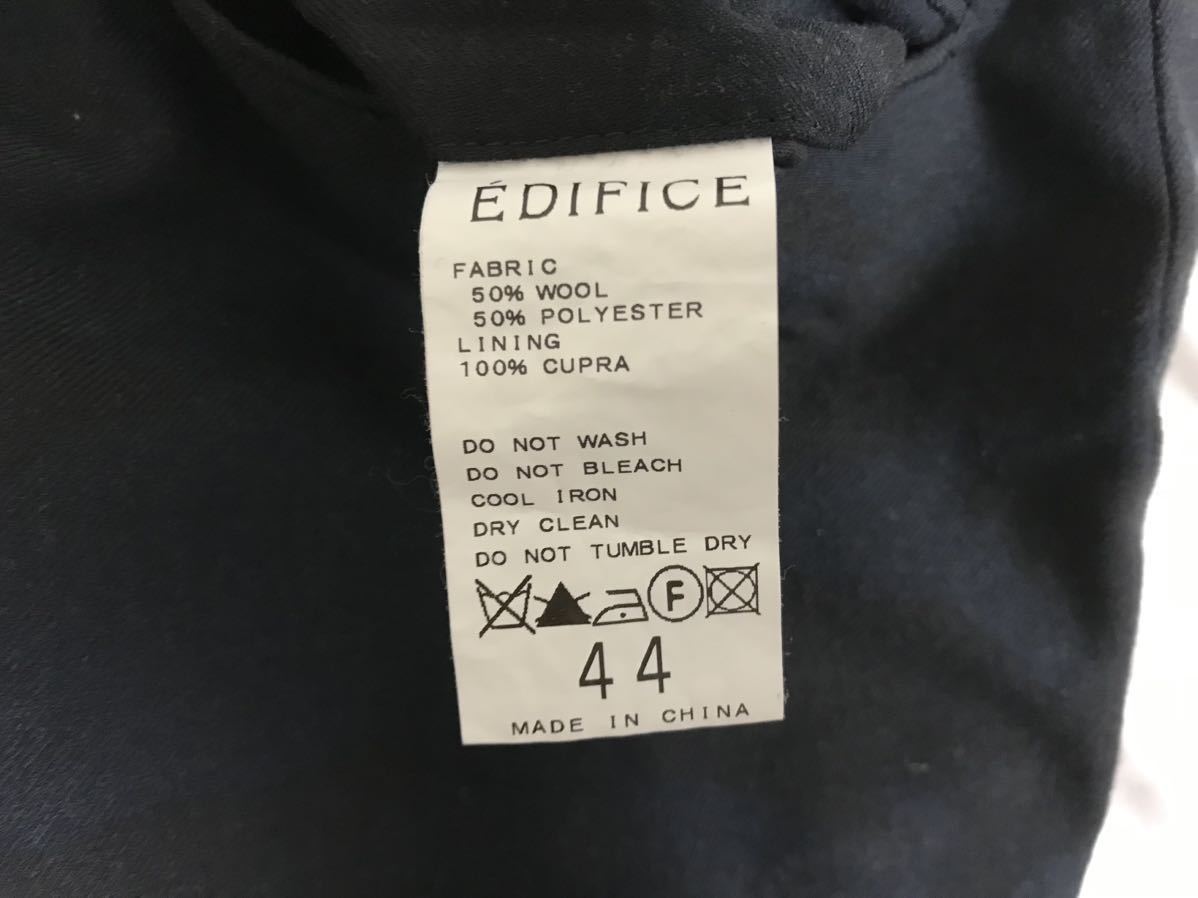 ÉDIFICE
FABRIC
50% WOOL
50% POLYESTER
LINING
100% CUPRA
DO NOT WASH
DO NOT BLEACH
COOL IRON
DRY CLEAN
DO NOT TUMBLE DRY
F
44
MADE IN CHINA